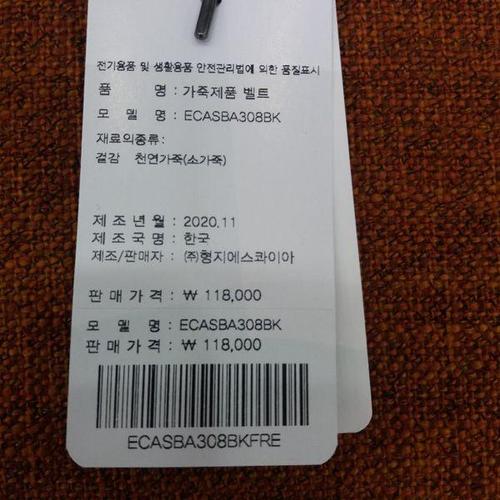 전기용품 및 생활용품 안전관리법에 의한 품질표시
품 명 : 가죽제품 벨트
모 델 명 : ECASBA308BK
재료의종류:
겉감 천연가죽(소가죽)
제 조 년 월 : 2020.11
제 조 국 명 : 한국
제조/판매자 : ㈜형지에스콰이아
판 매 가 격 : ₩ 118,000
모 델 명 : ECASBA308BK
판 매 가 격 : ₩ 118,000
ECASBA308BKFRE